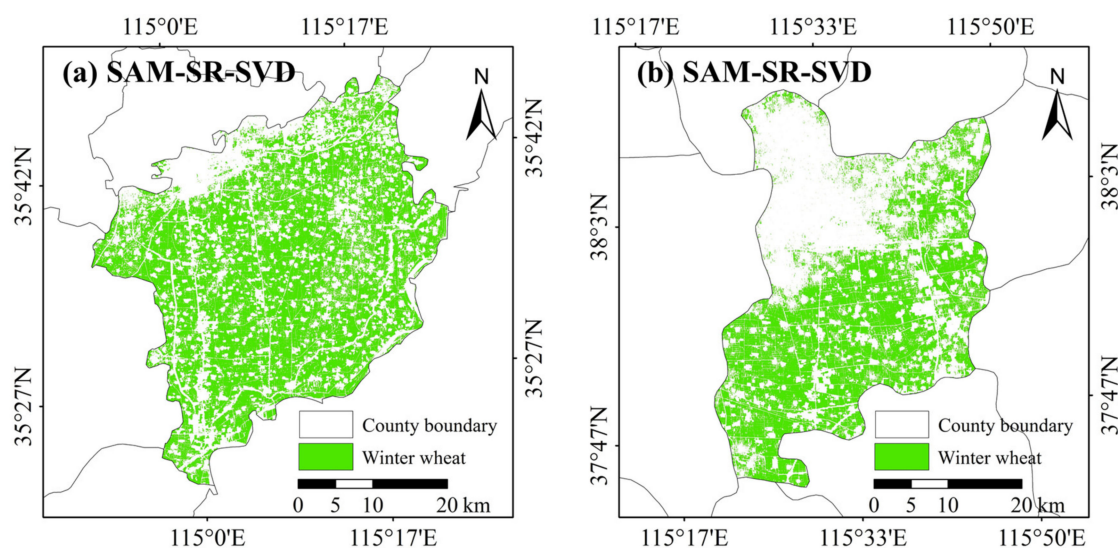 115°0'E 115°17'E
(a) SAM-SR-SVD
N
35°42'N
35°27'N
35°42'N
35°27'N
County boundary
Winter wheat
0 5 10 20 km
115°0'E 115°17'E
115°17'E 115°33'E 115°50'E
(b) SAM-SR-SVD
N
38°3'N
37°47'N
38°3'N
37°47'N
County boundary
Winter wheat
0 5 10 20 km
115°17'E 115°33'E 115°50'E